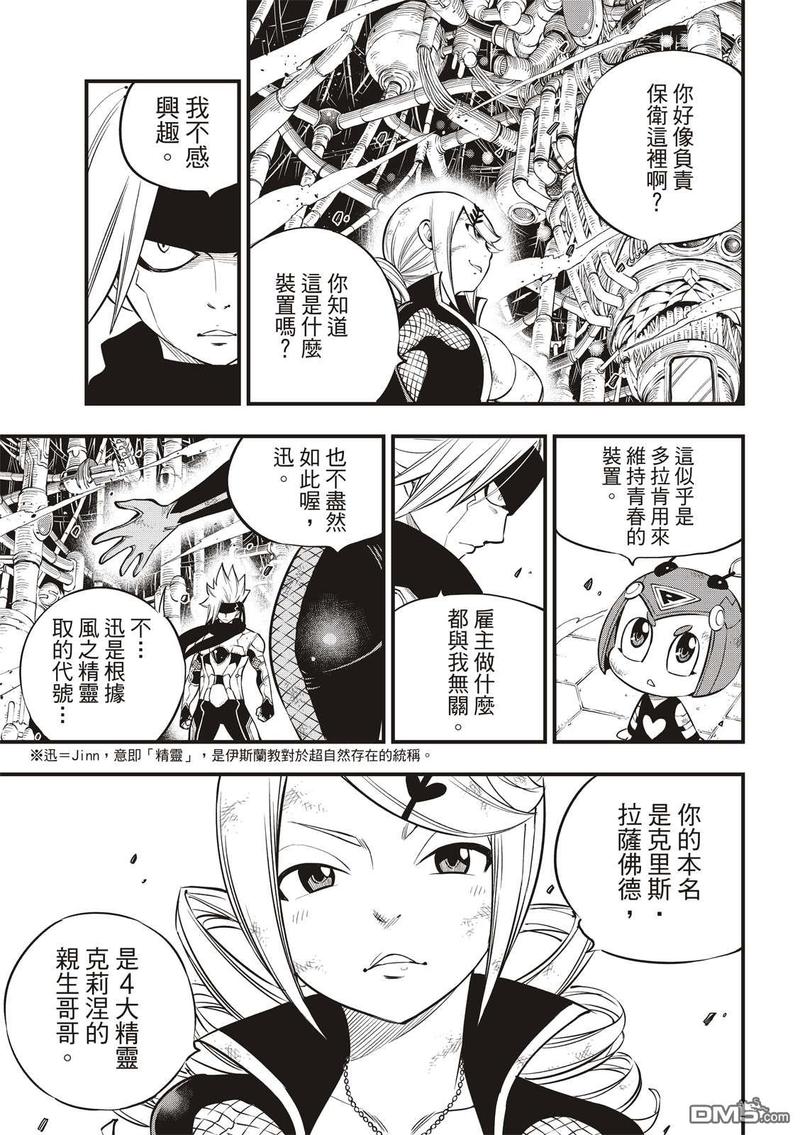 你好像負責
保衛這裡啊?
你知道
這是什麼
裝置嗎?
我不感
興趣。
這似乎是
多拉肯用來
維持青春的
裝置。
雇主做什麼
都與我無關。
也不盡然
如此喔,
迅。
不…
迅是根據
風之精靈
取的代號…
※迅=Jinn,意即「精靈」,是伊斯蘭教對於超自然存在的統稱。
你的本名
是克里斯·
拉薩佛德,
是4大精靈
克莉涅的
親生哥哥。
DM5.com